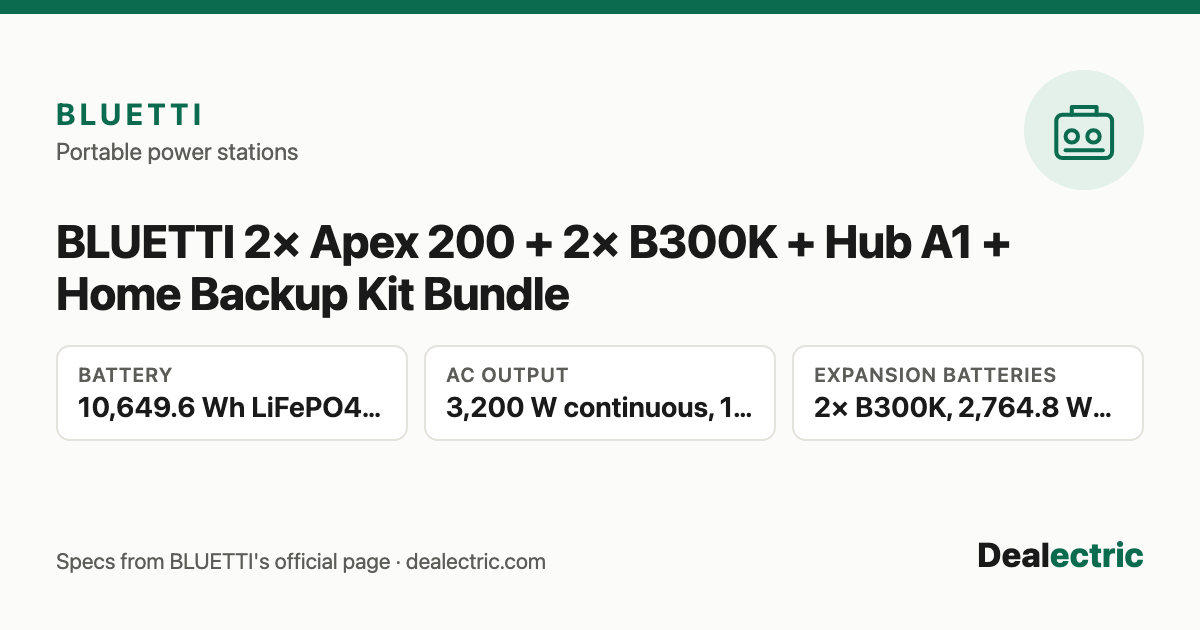 BLUETTI
Portable power stations
BLUETTI 2× Apex 200 + 2× B300K + Hub A1 +
Home Backup Kit Bundle
BATTERY
10,649.6 Wh LiFePO4…
AC OUTPUT
3,200 W continuous, 1…
EXPANSION BATTERIES
2× B300K, 2,764.8 W…
Specs from BLUETTI's official page · dealectric.com
Dealectric